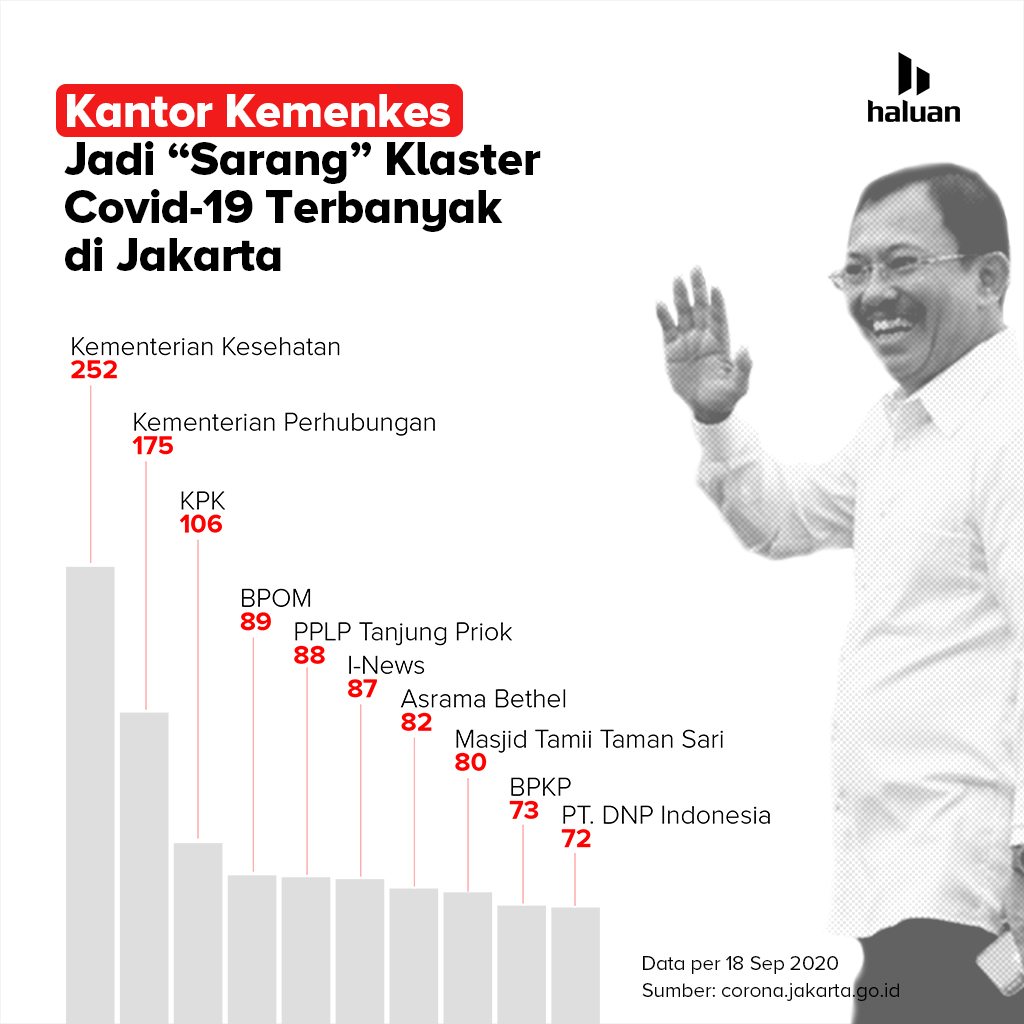 haluan
Kantor Kemenkes
Jadi “Sarang” Klaster
Covid-19 Terbanyak
di Jakarta
Kementerian Kesehatan
252
Kementerian Perhubungan
175
KPK
106
BPOM
89
PPLP Tanjung Priok
88
I-News
87
Asrama Bethel
82
Masjid Tamii Taman Sari
80
BPKP
73
PT. DNP Indonesia
72
Data per 18 Sep 2020
Sumber: corona.jakarta.go.id